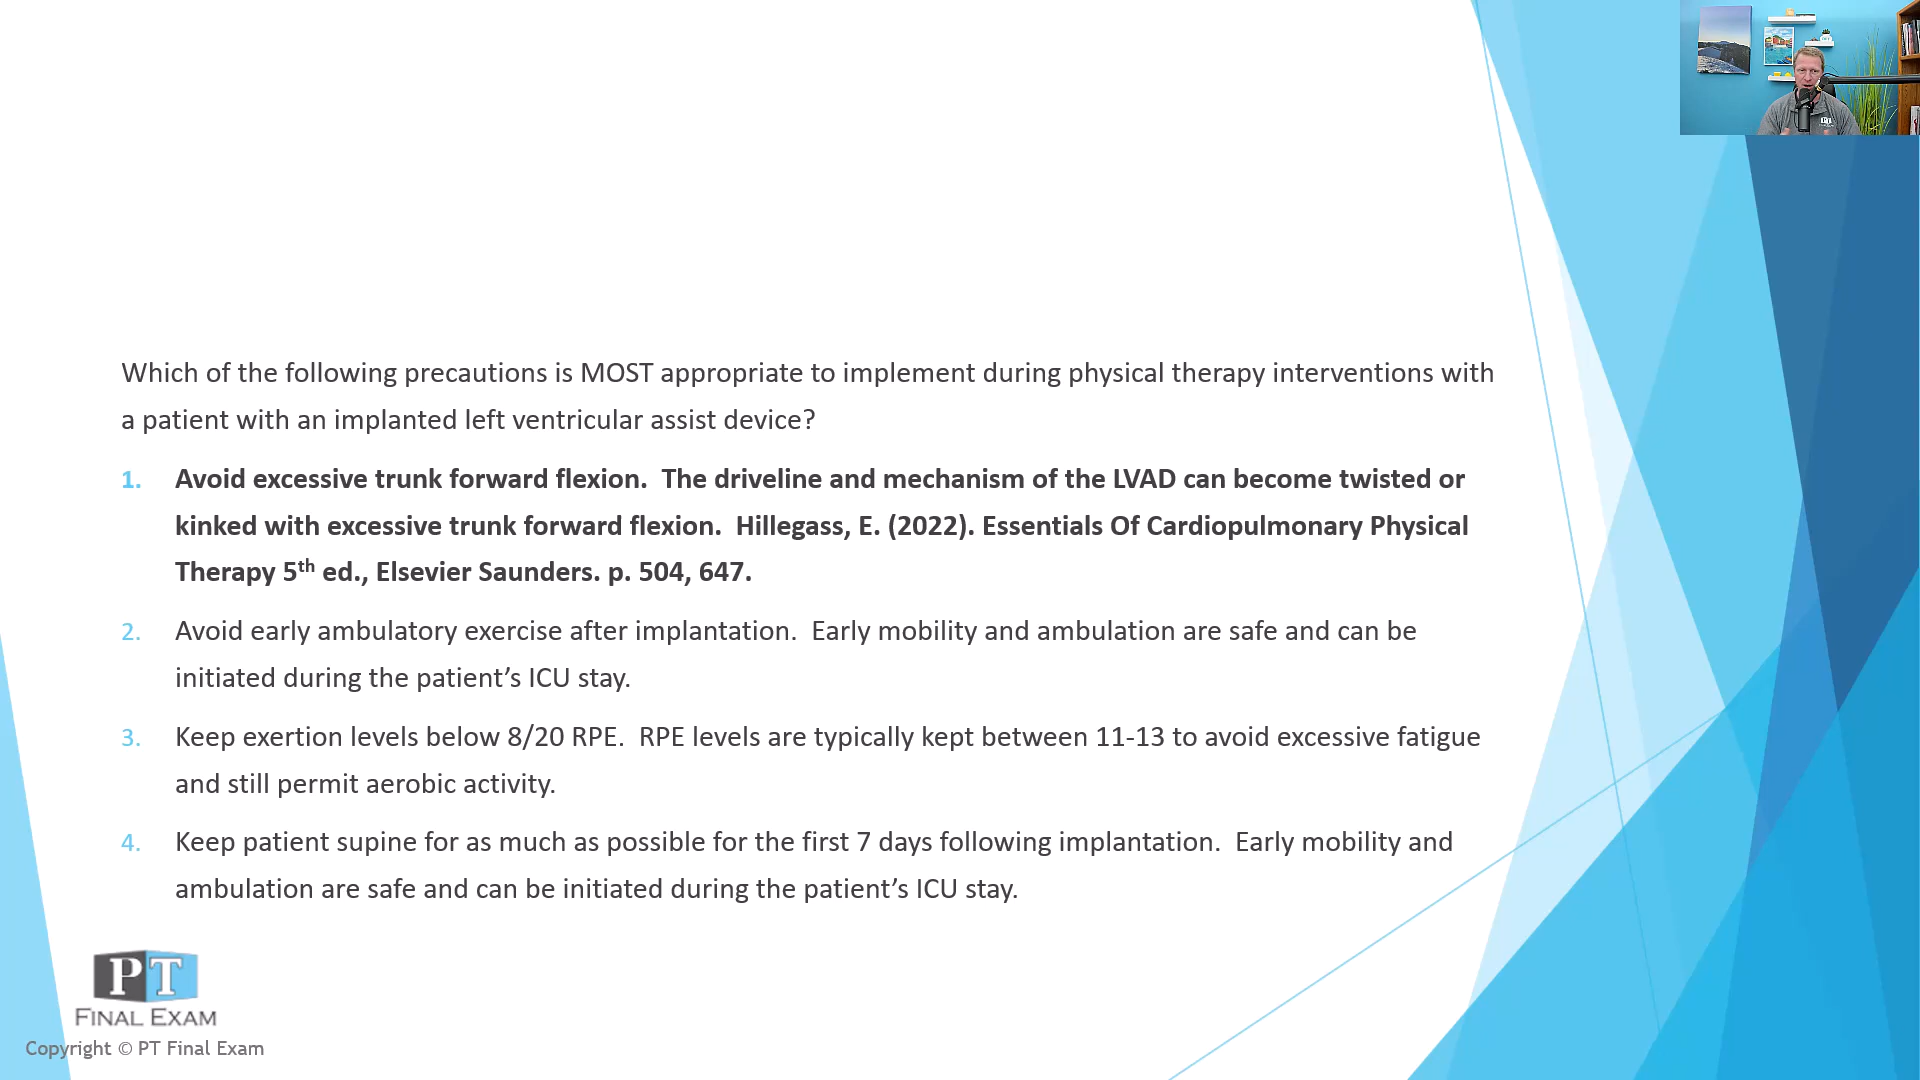 Which of the following precautions is MOST appropriate to implement during physical therapy interventions with
a patient with an implanted left ventricular assist device?
1. Avoid excessive trunk forward flexion.  The driveline and mechanism of the LVAD can become twisted or
kinked with excessive trunk forward flexion.  Hillegass, E. (2022). Essentials Of Cardiopulmonary Physical
Therapy 5th ed., Elsevier Saunders. p. 504, 647.
2. Avoid early ambulatory exercise after implantation.  Early mobility and ambulation are safe and can be
initiated during the patient’s ICU stay.
3. Keep exertion levels below 8/20 RPE.  RPE levels are typically kept between 11-13 to avoid excessive fatigue
and still permit aerobic activity.
4. Keep patient supine for as much as possible for the first 7 days following implantation.  Early mobility and
ambulation are safe and can be initiated during the patient’s ICU stay.
PT
FINAL EXAM
Copyright © PT Final Exam